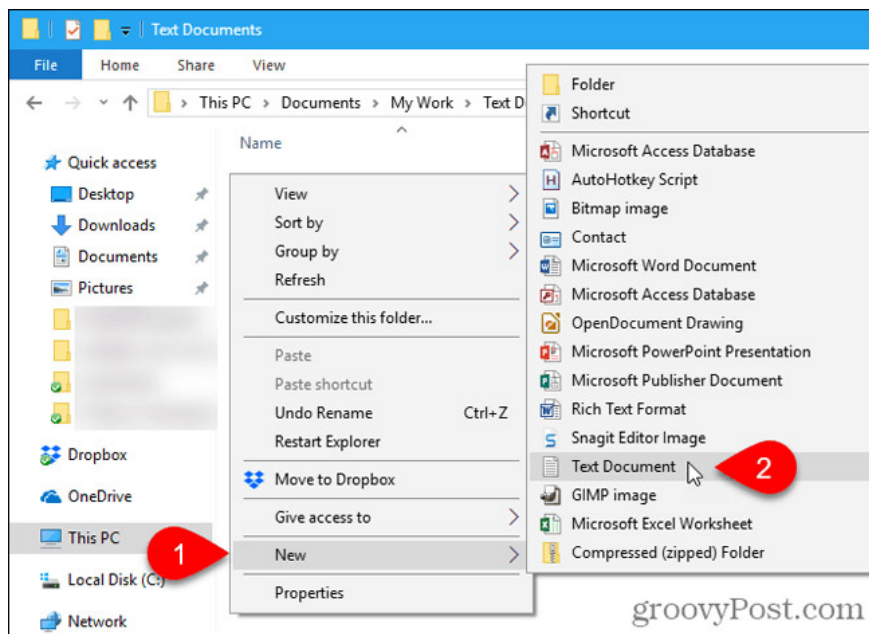 Text Documents
File Home Share View
This PC > Documents > My Work > Text D
Name
Quick access
Desktop
Downloads
Documents
Pictures
Dropbox
OneDrive
This PC
Local Disk (C:)
Network
View
Sort by
Group by
Refresh
Customize this folder...
Paste
Paste shortcut
Undo Rename Ctrl+Z
Restart Explorer
Move to Dropbox
Give access to
1
New
Properties
Folder
Shortcut
Microsoft Access Database
AutoHotkey Script
Bitmap image
Contact
Microsoft Word Document
Microsoft Access Database
OpenDocument Drawing
Microsoft PowerPoint Presentation
Microsoft Publisher Document
Rich Text Format
Snagit Editor Image
Text Document
2
GIMP image
Microsoft Excel Worksheet
Compressed (zipped) Folder
groovyPost.com